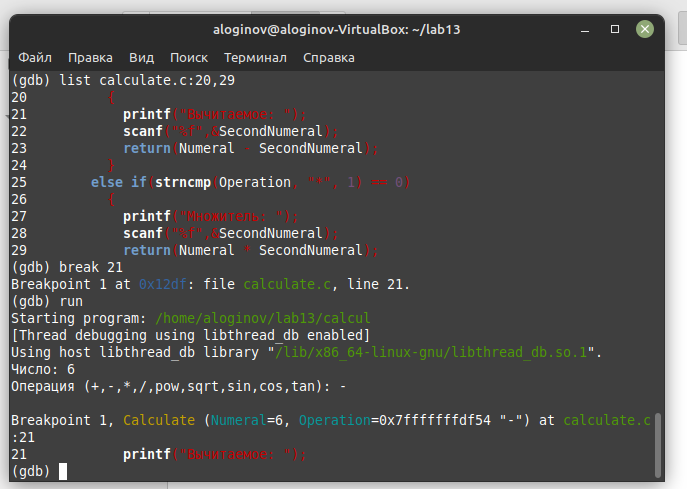 aloginov@aloginov-VirtualBox: ~/lab13
Файл Правка Вид Поиск Терминал Справка
(gdb) list calculate.c:20,29
20          {
21            printf("Вычитаемое: ");
22            scanf("%f",&SecondNumeral);
23            return(Numeral - SecondNumeral);
24          }
25        else if(strncmp(Operation, "*", 1) == 0)
26          {
27            printf("Множитель: ");
28            scanf("%f",&SecondNumeral);
29            return(Numeral * SecondNumeral);
(gdb) break 21
Breakpoint 1 at 0x12df: file calculate.c, line 21.
(gdb) run
Starting program: /home/aloginov/lab13/calcul
[Thread debugging using libthread_db enabled]
Using host libthread_db library "/lib/x86_64-linux-gnu/libthread_db.so.1".
Число: 6
Операция (+,-,*,/,pow,sqrt,sin,cos,tan): -
Breakpoint 1, Calculate (Numeral=6, Operation=0x7fffffffdf54 "-") at calculate.c
:21
21            printf("Вычитаемое: ");
(gdb)